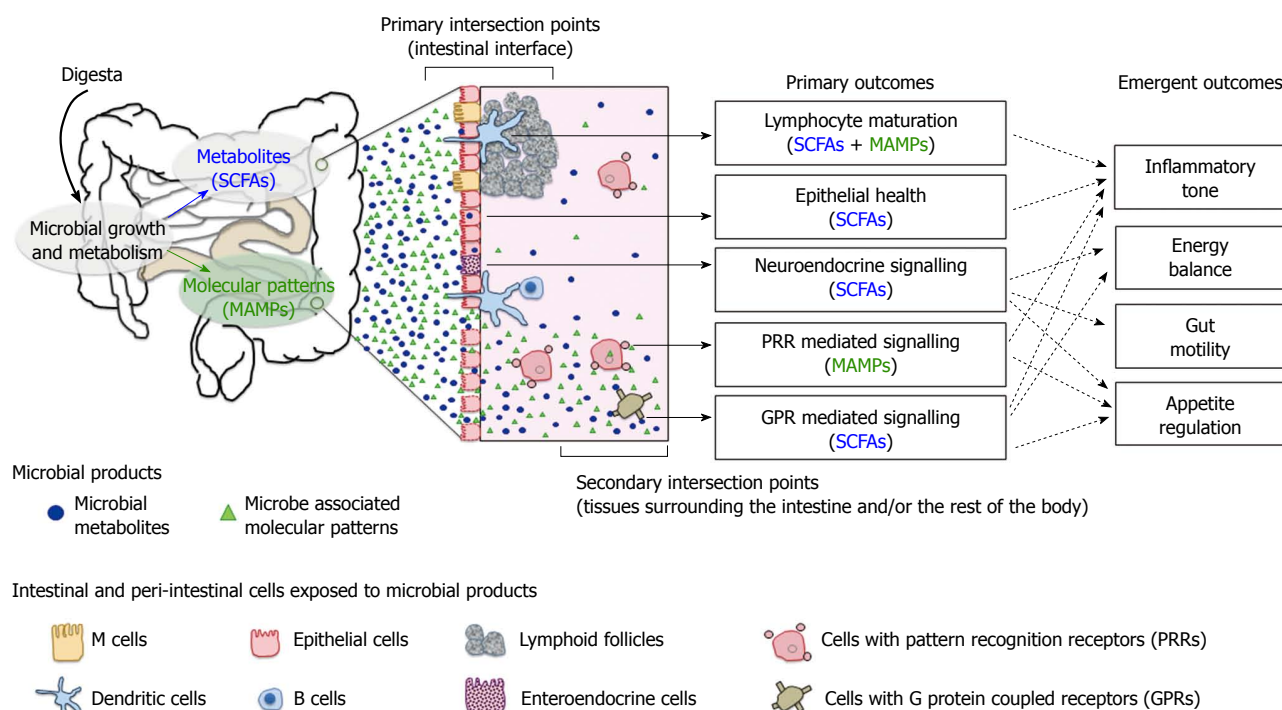 Primary intersection points
(intestinal interface)
Digesta
Primary outcomes
Emergent outcomes
Metabolites
(SCFAs)
Microbial growth
and metabolism
Molecular patterns
(MAMPs)
Lymphocyte maturation
(SCFAs + MAMPs)
Epithelial health
(SCFAs)
Neuroendocrine signalling
(SCFAs)
PRR mediated signalling
(MAMPs)
GPR mediated signalling
(SCFAs)
Inflammatory
tone
Energy
balance
Gut
motility
Appetite
regulation
Secondary intersection points
(tissues surrounding the intestine and/or the rest of the body)
Microbial products
Microbial
metabolites
Microbe associated
molecular patterns
Intestinal and peri-intestinal cells exposed to microbial products
M cells
Epithelial cells
Lymphoid follicles
Cells with pattern recognition receptors (PRRs)
Dendritic cells
B cells
Enteroendocrine cells
Cells with G protein coupled receptors (GPRs)